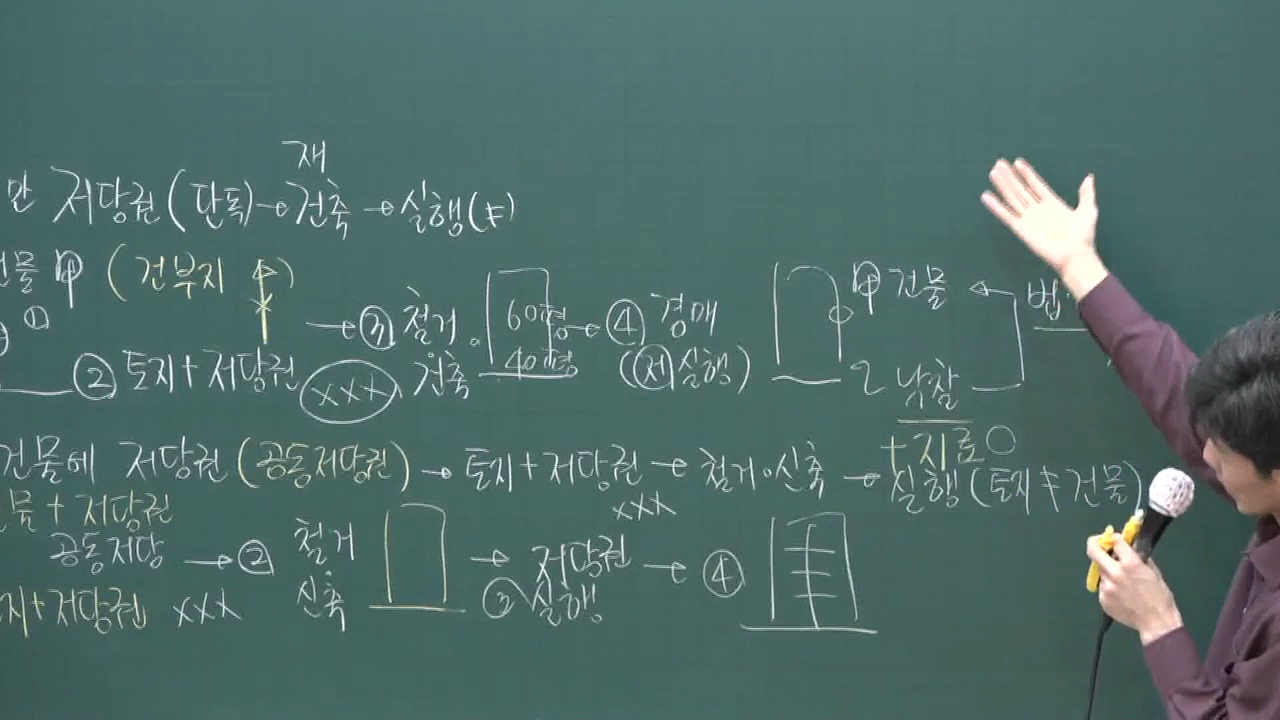 재
만 저당권(단독)→건축→실행(≠)
건물 甲 (건부지
①
② 토지+저당권 xxx
→③ 철거.
건축
60평
40평
→④ 경매
(저실행)
甲 건물 ← 법
乙 낙찰
+지료○
건물에 저당권(공동저당권)→토지+저당권→철거·신축→실행(토지≠건물)
xxx
건물+저당권
공동저당 →② 철거
신축
→ 저당권 → ④
③ 실행
토지+저당권 xxx